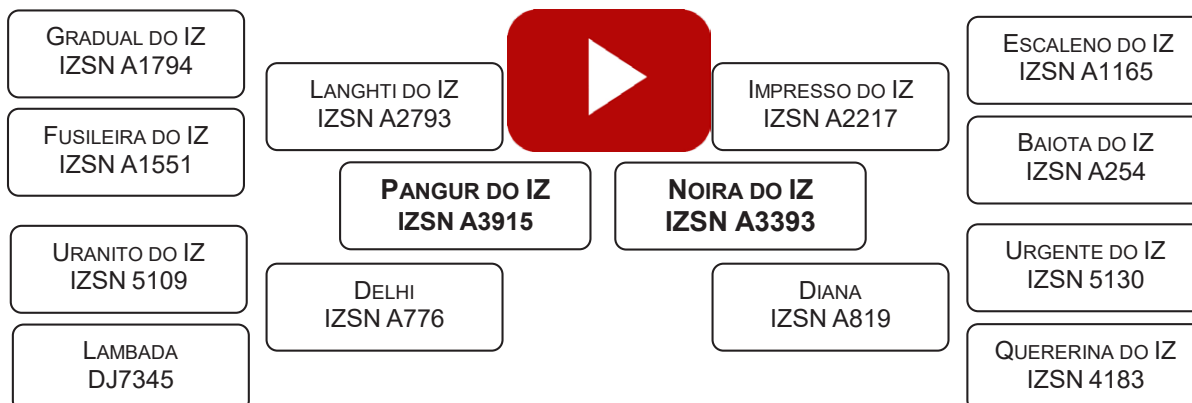 GRADUAL DO IZ
IZSN A1794
FUSILEIRA DO IZ
IZSN A1551
URANITO DO IZ
IZSN 5109
LAMBADA
DJ7345
LANGHTI DO IZ
IZSN A2793
DELHI
IZSN A776
PANGUR DO IZ
IZSN A3915
NOIRA DO IZ
IZSN A3393
IMPRESSO DO IZ
IZSN A2217
DIANA
IZSN A819
ESCALENO DO IZ
IZSN A1165
BAIOTA DO IZ
IZSN A254
URGENTE DO IZ
IZSN 5130
QUERERINA DO IZ
IZSN 4183